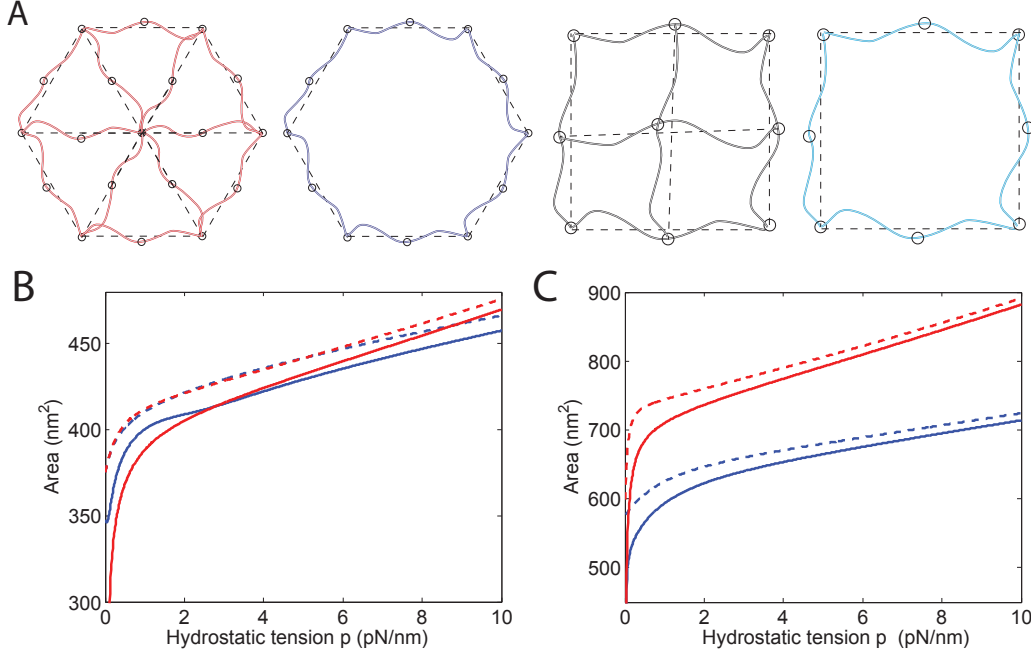 A
B
450
400
350
300
Area (nm²)
0 2 4 6 8 10
Hydrostatic tension p (pN/nm)
C
900
800
700
600
500
Area (nm²)
0 2 4 6 8 10
Hydrostatic tension p (pN/nm)